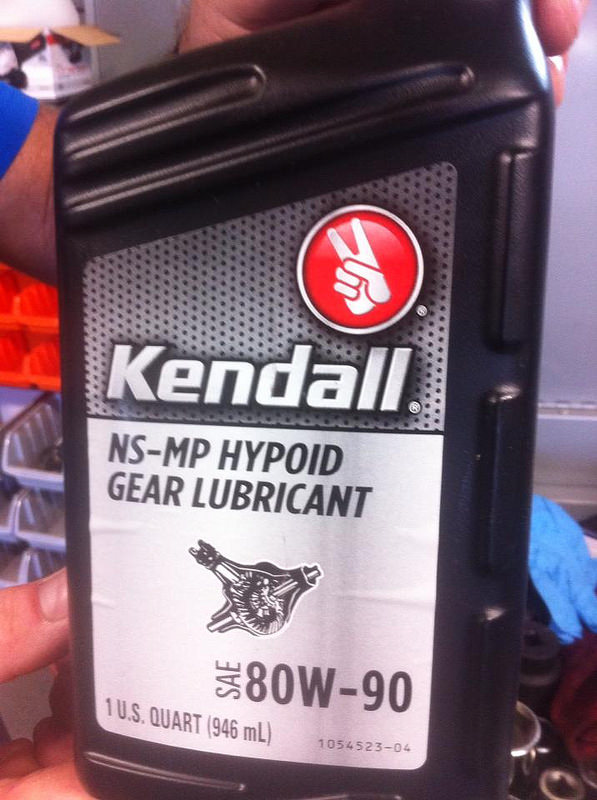 Kendall®
NS-MP HYPOID
GEAR LUBRICANT
SAE 80W-90
1 U.S. QUART (946 mL)
1054523-04